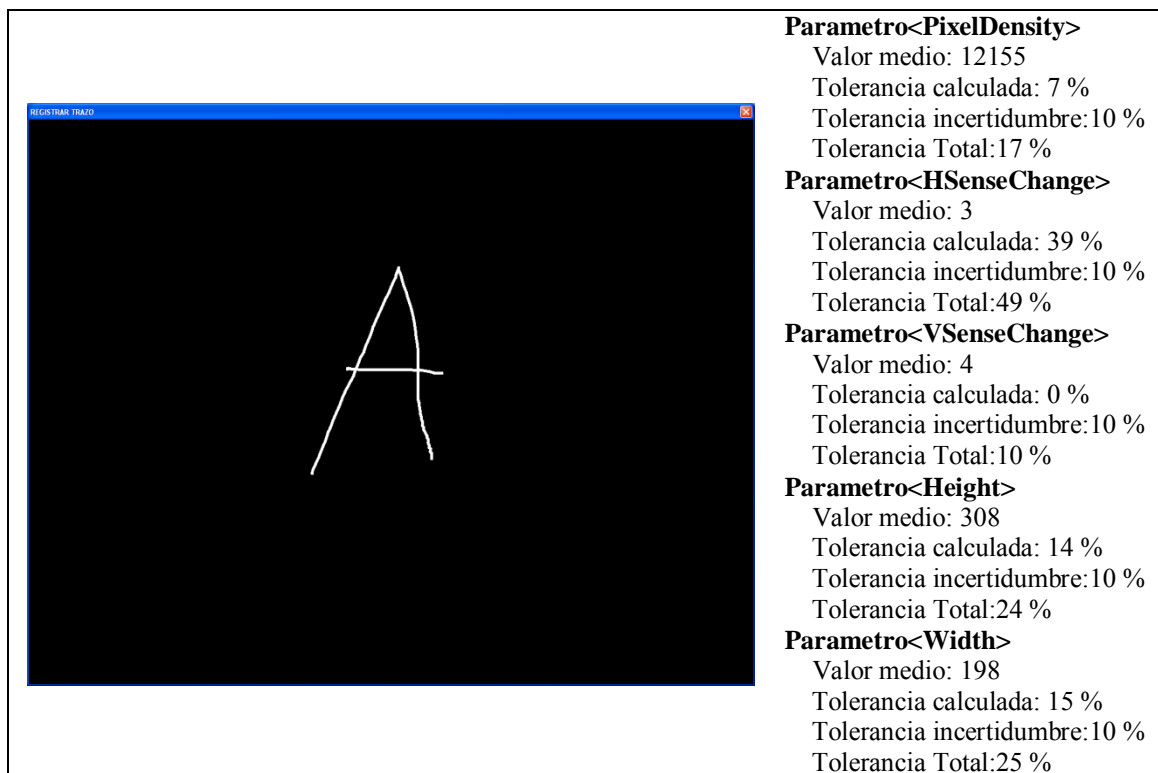 REGISTRAR TRAZO
A
Parametro<PixelDensity>
Valor medio: 12155
Tolerancia calculada: 7 %
Tolerancia incertidumbre:10 %
Tolerancia Total:17 %
Parametro<HSenseChange>
Valor medio: 3
Tolerancia calculada: 39 %
Tolerancia incertidumbre:10 %
Tolerancia Total:49 %
Parametro<VSenseChange>
Valor medio: 4
Tolerancia calculada: 0 %
Tolerancia incertidumbre:10 %
Tolerancia Total:10 %
Parametro<Height>
Valor medio: 308
Tolerancia calculada: 14 %
Tolerancia incertidumbre:10 %
Tolerancia Total:24 %
Parametro<Width>
Valor medio: 198
Tolerancia calculada: 15 %
Tolerancia incertidumbre:10 %
Tolerancia Total:25 %